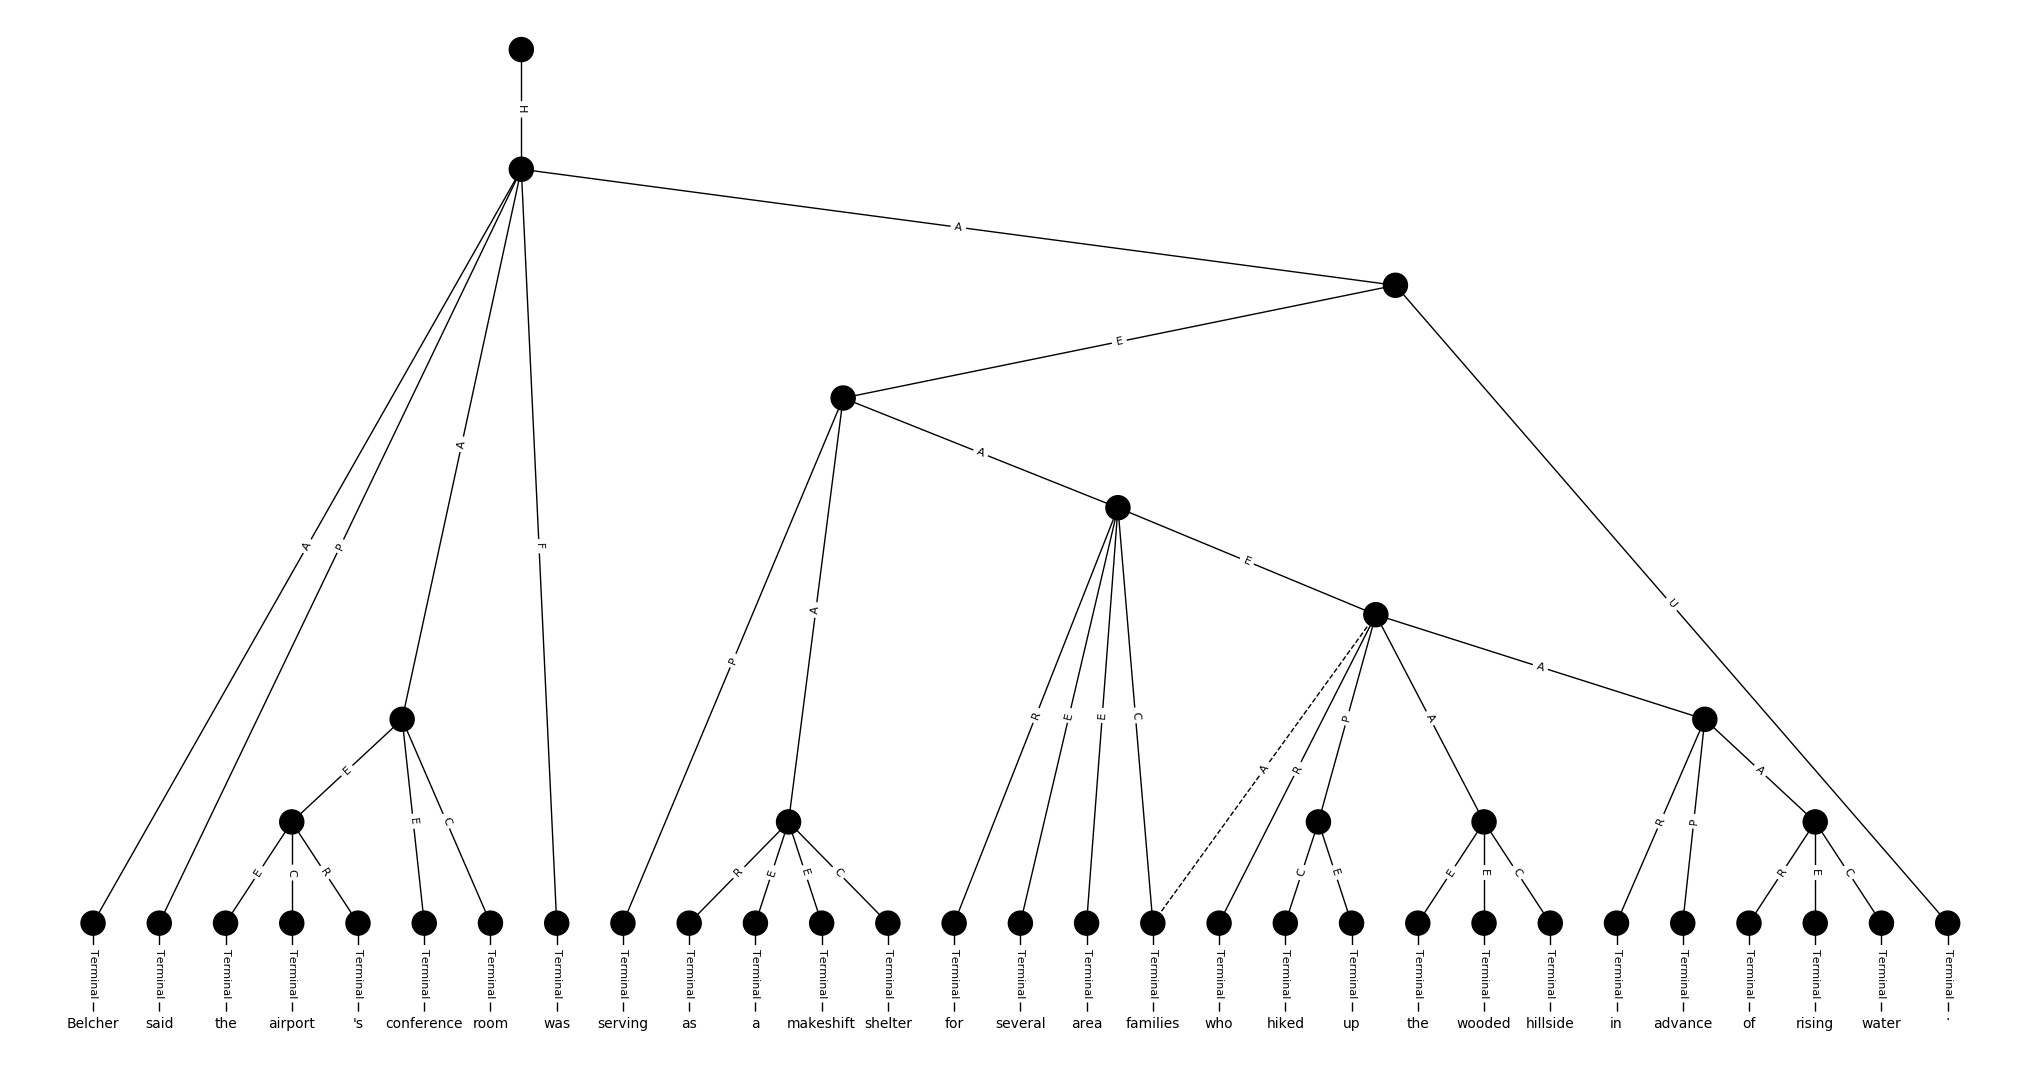 H
A
E
A
A
E
A
P
A
F
U
P
A
R
E
E
C
A
R
P
A
A
E
E
C
R
P
E
C
R
R
E
E
C
C
E
E
E
C
R
E
C
Terminal Terminal Terminal Terminal Terminal Terminal Terminal Terminal Terminal Terminal Terminal Terminal Terminal Terminal Terminal Terminal Terminal Terminal Terminal Terminal Terminal Terminal Terminal Terminal Terminal Terminal Terminal Terminal Terminal
Belcher said the airport 's conference room was serving as a makeshift shelter for several area families who hiked up the wooded hillside in advance of rising water .